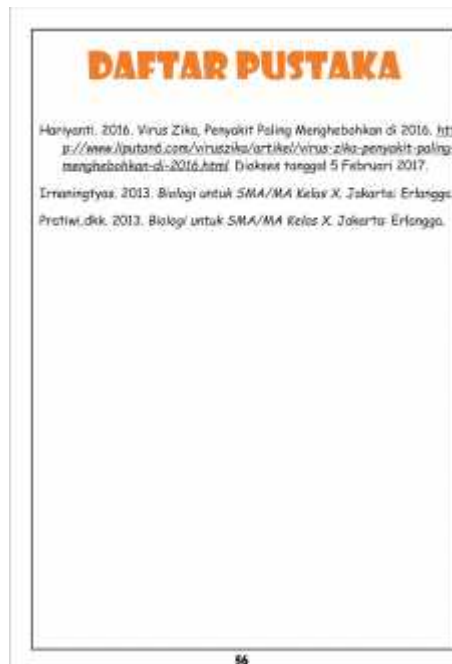 DAFTAR PUSTAKA
Hariyanti. 2016. Virus Zika, Penyakit Paling Menghebohkan di 2016. htt
p://www.liputan6.com/viruszika/artikel/virus-zika-penyakit-paling-
menghebohkan-di-2016.html. Diakses tanggal 5 Februari 2017.
Irnaningtyas. 2013. Biologi untuk SMA/MA Kelas X. Jakarta: Erlangga.
Pratiwi,dkk. 2013. Biologi untuk SMA/MA Kelas X. Jakarta: Erlangga.
56